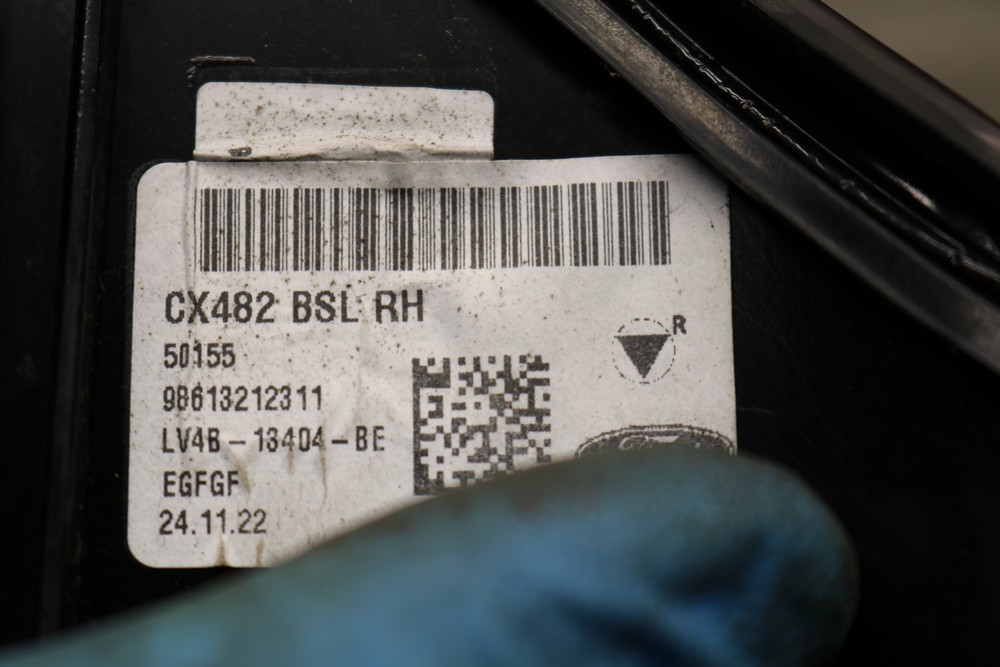 CX482 BSL RH
R
50155
98613212311
LV4B-13404-BE
EGFGF
24.11.22